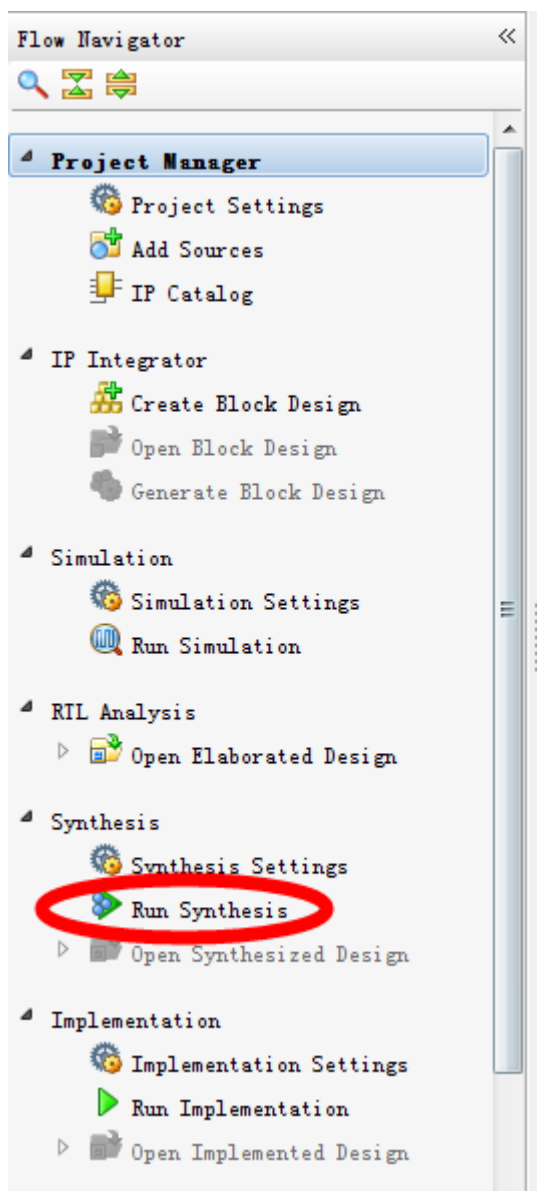 Flow Navigator
Project Manager
Project Settings
Add Sources
IP Catalog
IP Integrator
Create Block Design
Open Block Design
Generate Block Design
Simulation
Simulation Settings
Run Simulation
RTL Analysis
Open Elaborated Design
Synthesis
Synthesis Settings
Run Synthesis
Open Synthesized Design
Implementation
Implementation Settings
Run Implementation
Open Implemented Design